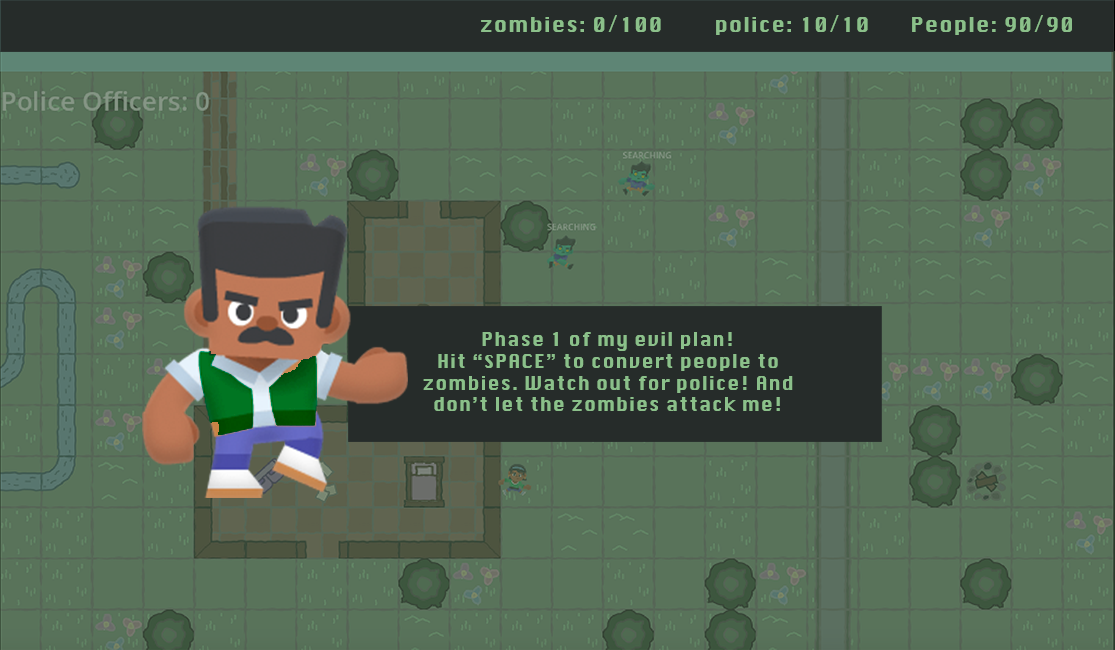 zombies: 0/100 police: 10/10 People: 90/90
Police Officers: 0
SEARCHING
SEARCHING
Phase 1 of my evil plan!
Hit “SPACE” to convert people to
zombies. Watch out for police! And
don't let the zombies attack me!